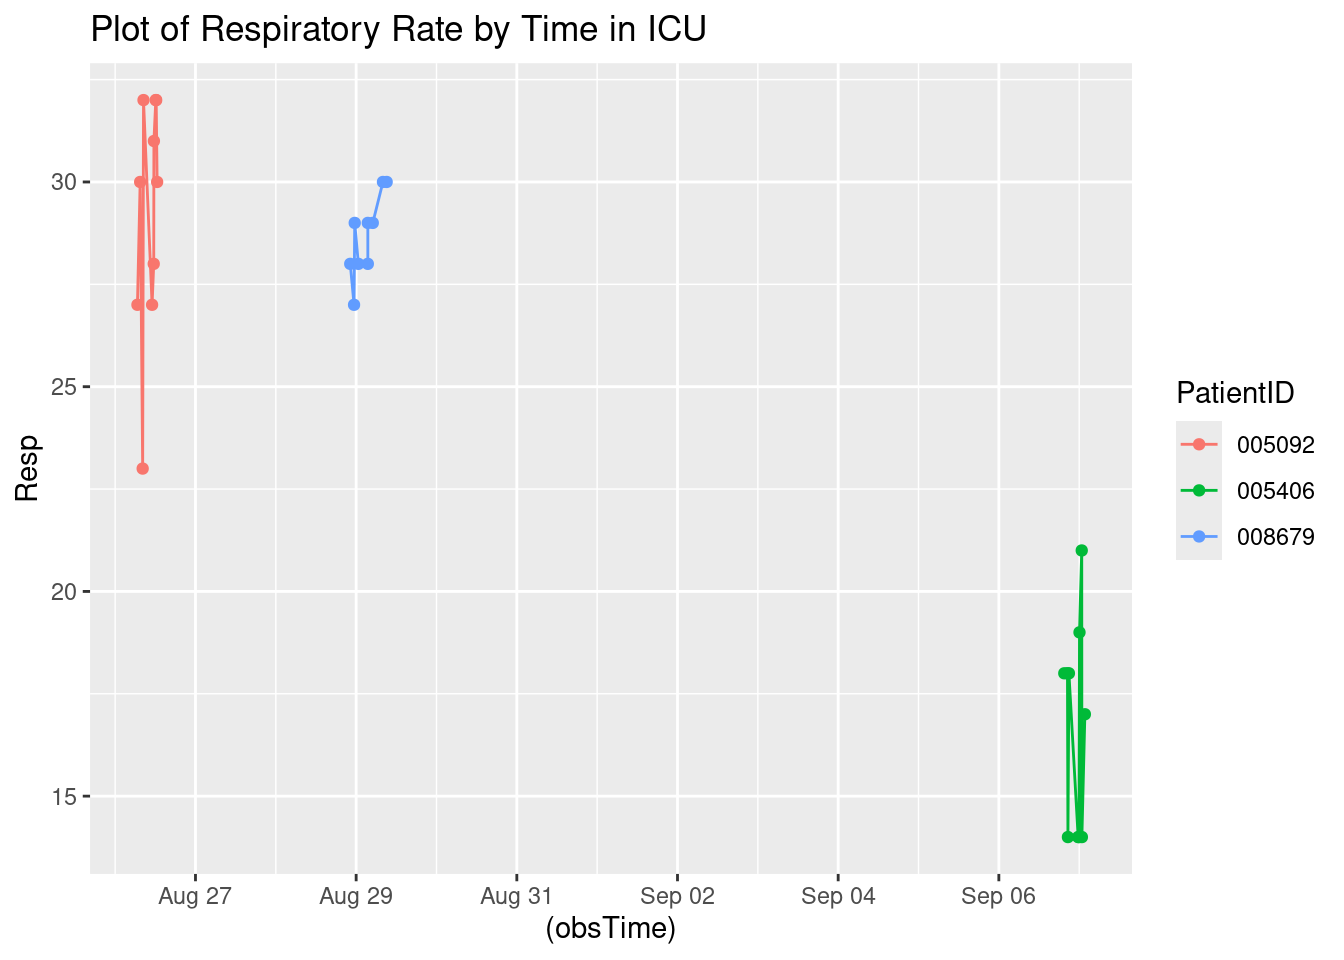 Plot of Respiratory Rate by Time in ICU
30
25
20
15
Resp
Aug 27 Aug 29 Aug 31 Sep 02 Sep 04 Sep 06
(obsTime)
PatientID
005092
005406
008679